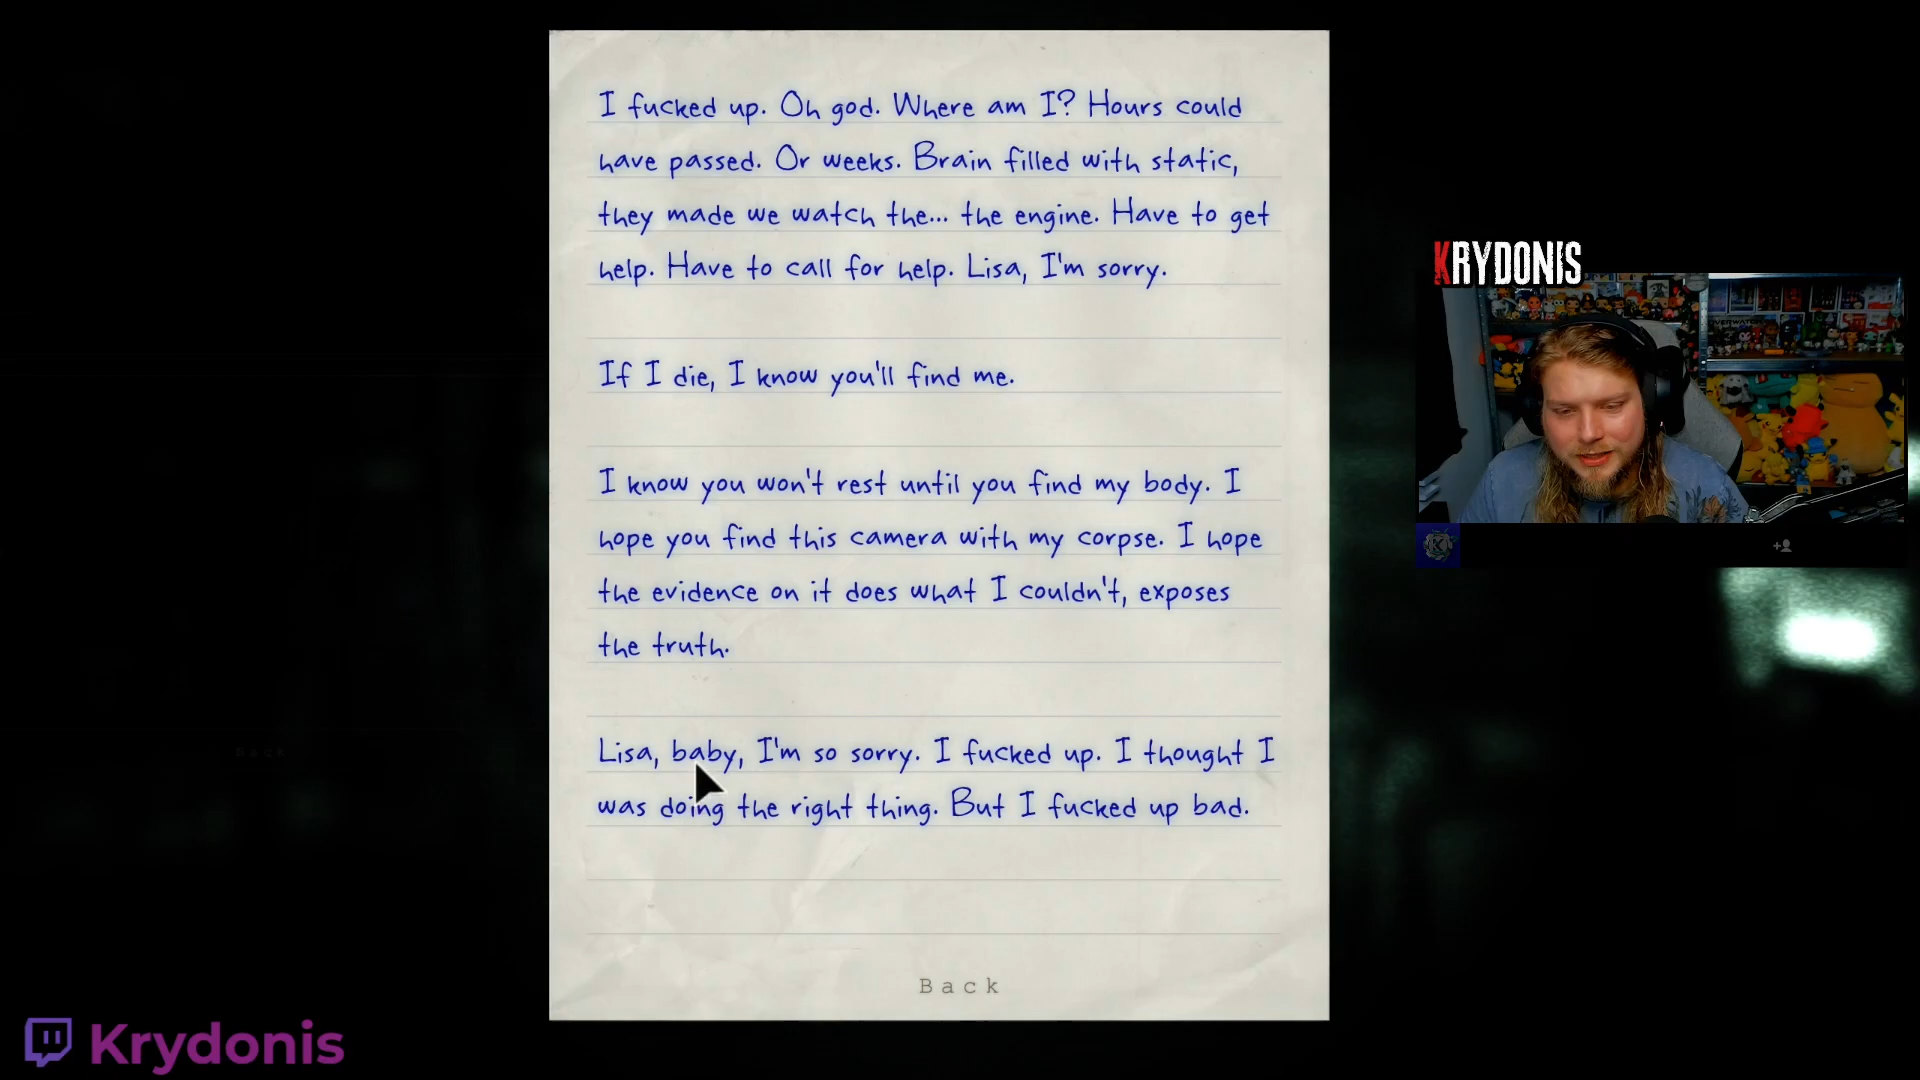 I fucked up. Oh god. Where am I? Hours could
have passed. Or weeks. Brain filled with static,
they made we watch the... the engine. Have to get
help. Have to call for help. Lisa, I'm sorry.
If I die, I know you'll find me.
I know you won't rest until you find my body. I
hope you find this camera with my corpse. I hope
the evidence on it does what I couldn't, exposes
the truth.
Lisa, baby, I'm so sorry. I fucked up. I thought I
was doing the right thing. But I fucked up bad.
Back
Back
KRYDONIS
Krydonis